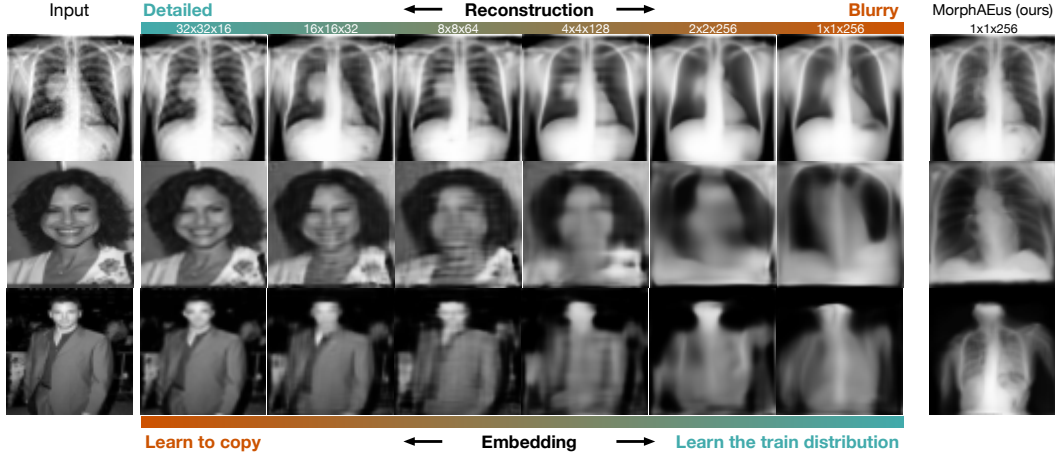 Input
Detailed
Reconstruction
Blurry
MorphAEus (ours)
32x32x16
16x16x32
8x8x64
4x4x128
2x2x256
1x1x256
1x1x256
Learn to copy
Embedding
Learn the train distribution